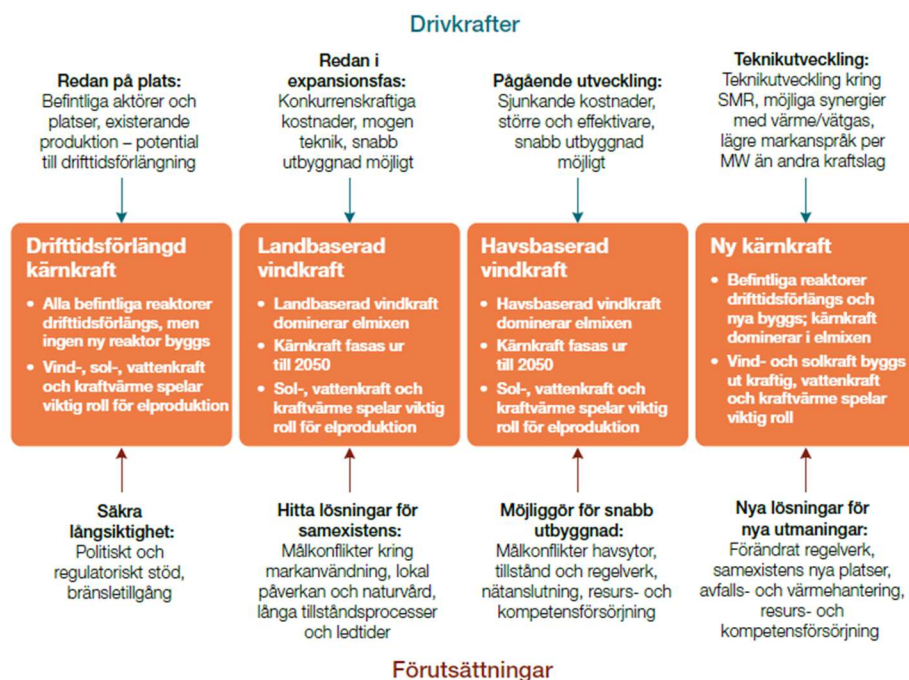 Drivkrafter
Redan på plats:
Befintliga aktörer och
platser, existerande
produktion – potential
till drifttidsförlängning
Redan i
expansionsfas:
Konkurrenskraftiga
kostnader, mogen
teknik, snabb
utbyggnad möjligt
Pågående utveckling:
Sjunkande kostnader,
större och effektivare,
snabb utbyggnad
möjligt
Teknikutveckling:
Teknikutveckling kring
SMR, möjliga synergier
med värme/vätgas,
lägre markanspråk per
MW än andra kraftslag
Drifttidsförlängd
kärnkraft
• Alla befintliga reaktorer
drifttidsförlängs, men
ingen ny reaktor byggs
• Vind-, sol-, vattenkraft
och kraftvärme spelar
viktig roll för elproduktion
Landbaserad
vindkraft
• Landbaserad vindkraft
dominerar elmixen
• Kärnkraft fasas ur
till 2050
• Sol-, vattenkraft och
kraftvärme spelar viktig
roll för elproduktion
Havsbaserad
vindkraft
• Havsbaserad vindkraft
dominerar elmixen
• Kärnkraft fasas ur
till 2050
• Sol-, vattenkraft och
kraftvärme spelar viktig
roll för elproduktion
Ny kärnkraft
• Befintliga reaktorer
drifttidsförlängs och
nya byggs; kärnkraft
dominerar i elmixen
• Vind- och solkraft byggs
ut kraftig, vattenkraft
och kraftvärme spelar
viktig roll
Säkra
långsiktighet:
Politiskt och
regulatoriskt stöd,
bränsletillgång
Hitta lösningar för
samexistens:
Målkonflikter kring
markanvändning, lokal
påverkan och naturvård,
långa tillståndsprocesser
och ledtider
Möjliggör för snabb
utbyggnad:
Målkonflikter havsytor,
tillstånd och regelverk,
nätanslutning, resurs- och
kompetensförsörjning
Nya lösningar för
nya utmaningar:
Förändrat regelverk,
samexistens nya platser,
avfalls- och värmehantering,
resurs- och
kompetensförsörjning
Förutsättningar